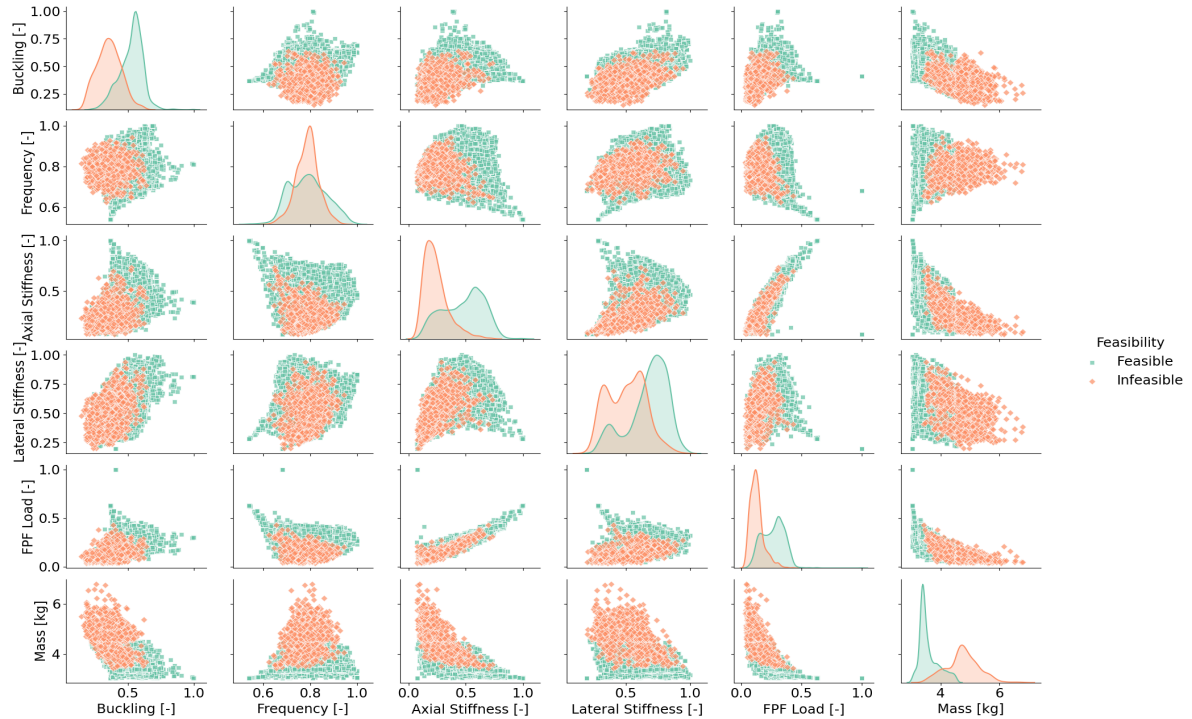 Buckling [-]
1.00
0.75
0.50
0.25
Frequency [-]
1.0
0.8
0.6
Axial Stiffness [-]
1.0
0.5
Lateral Stiffness [-]
1.00
0.75
0.50
0.25
Feasibility
Feasible
Infeasible
FPF Load [-]
1.0
0.5
0.0
Mass [kg]
6
4
0.5 1.0 0.6 0.8 1.0 0.0 0.5 1.0 0.5 1.0 0.0 0.5 1.0 4 6
Buckling [-] Frequency [-] Axial Stiffness [-] Lateral Stiffness [-] FPF Load [-] Mass [kg]